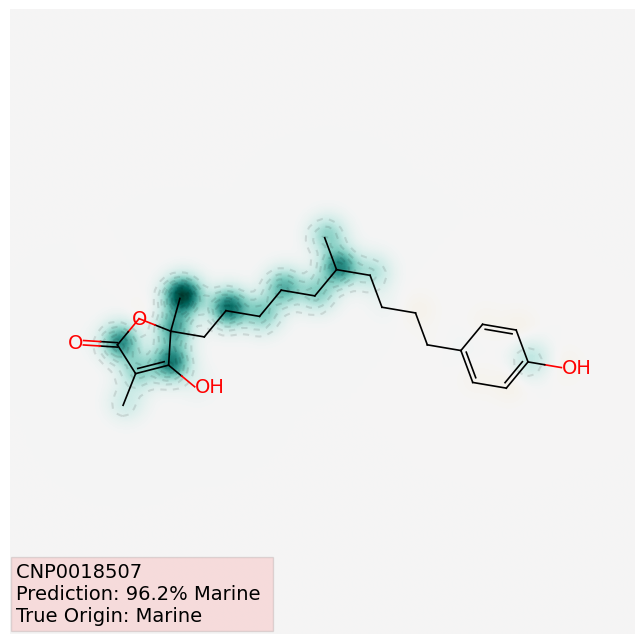 O
O
OH
OH
CNP0018507
Prediction: 96.2% Marine
True Origin: Marine